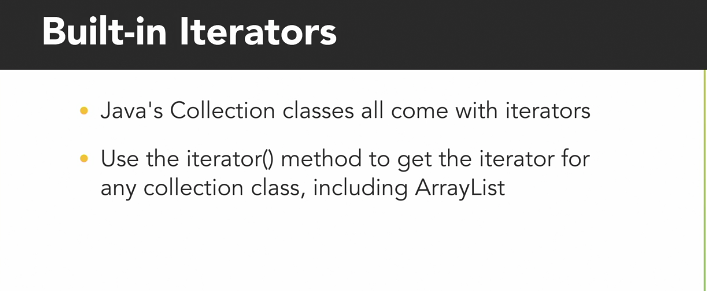 Built-in Iterators
• Java's Collection classes all come with iterators
• Use the iterator() method to get the iterator for
any collection class, including ArrayList